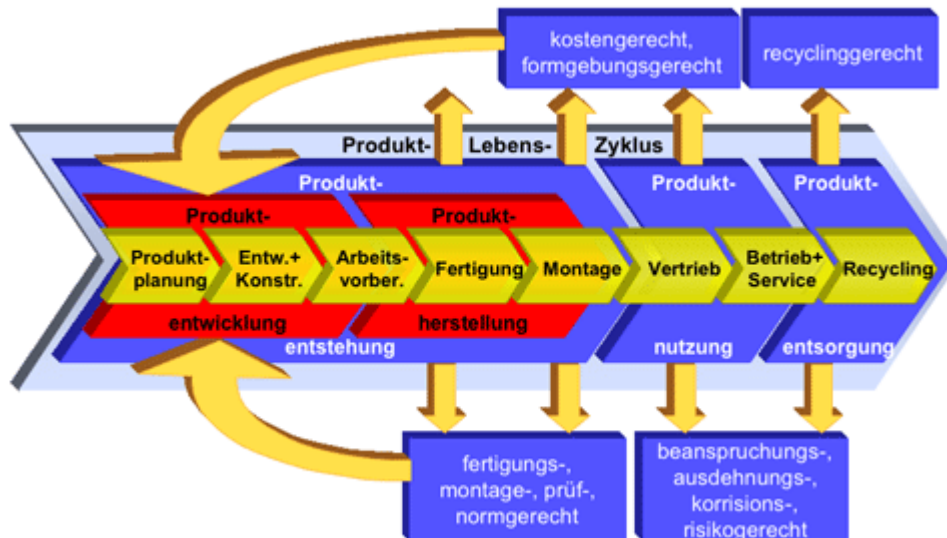 kostengerecht,
formgebungsgerecht
recyclinggerecht
Produkt- Lebens- Zyklus
Produkt- Produkt- Produkt-
Produkt- Produkt-
Produkt-
planung
Entw.+
Konstr.
Arbeits-
vorber.
Fertigung
Montage
Vertrieb
Betrieb+
Service
Recycling
entwicklung herstellung
entstehung nutzung entsorgung
fertigungs-,
montage-, prüf-,
normgerecht
beanspruchungs-,
ausdehnungs-,
korrisions-,
risikogerecht